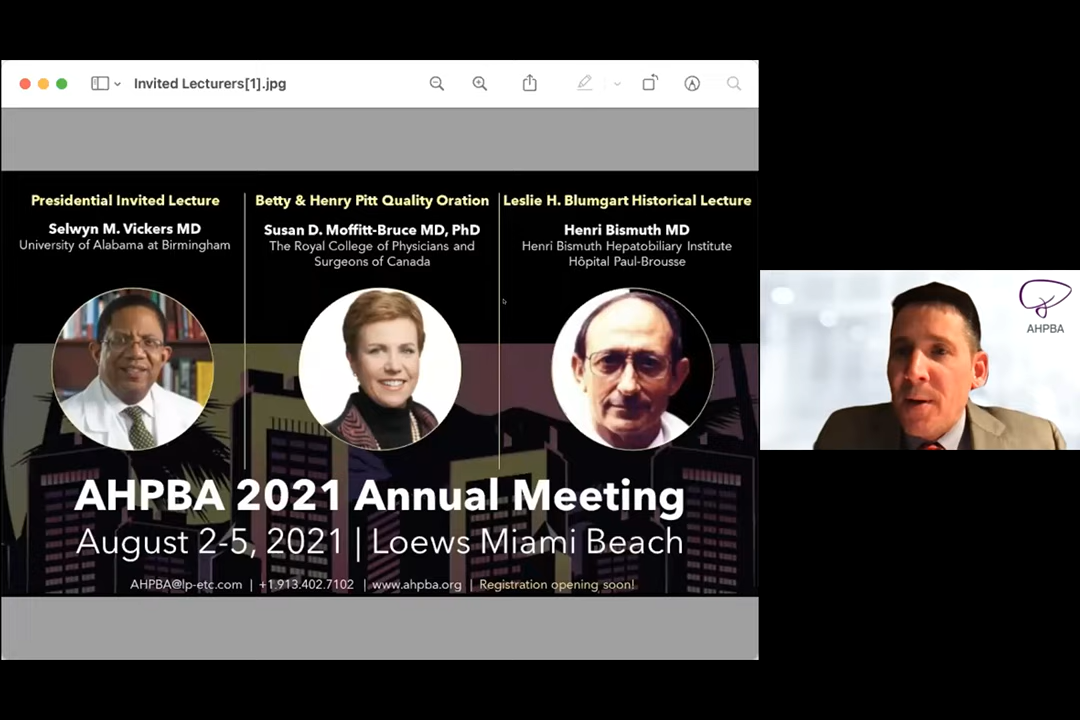 Invited Lecturers[1].jpg
Presidential Invited Lecture
Selwyn M. Vickers MD
University of Alabama at Birmingham
Betty & Henry Pitt Quality Oration
Susan D. Moffitt-Bruce MD, PhD
The Royal College of Physicians and
Surgeons of Canada
Leslie H. Blumgart Historical Lecture
Henri Bismuth MD
Henri Bismuth Hepatobiliary Institute
Hôpital Paul-Brousse
AHPBA
AHPBA 2021 Annual Meeting
August 2-5, 2021 | Loews Miami Beach
AHPBA@lp-etc.com | +1.913.402.7102 | www.ahpba.org | Registration opening soon!